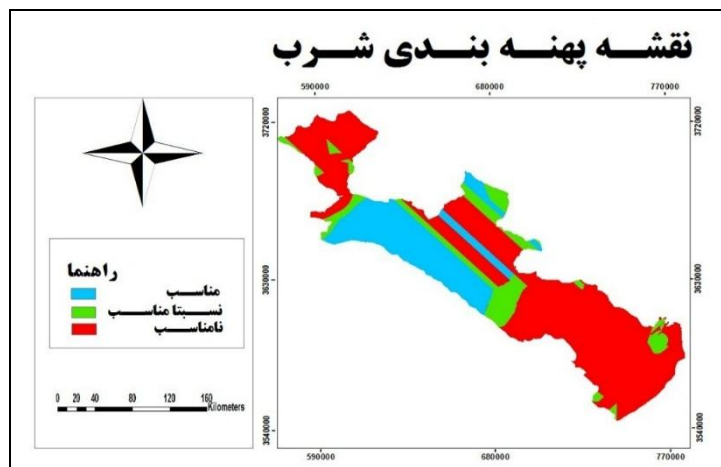 نقشه پهنه بندی شرب
590000 680000 770000
3720000 3720000
راهنما
مناسب
نسبتا مناسب
نامناسب
3630000 3630000
0 20 40 80 120 160
Kilometers
3540000 3540000
590000 680000 770000